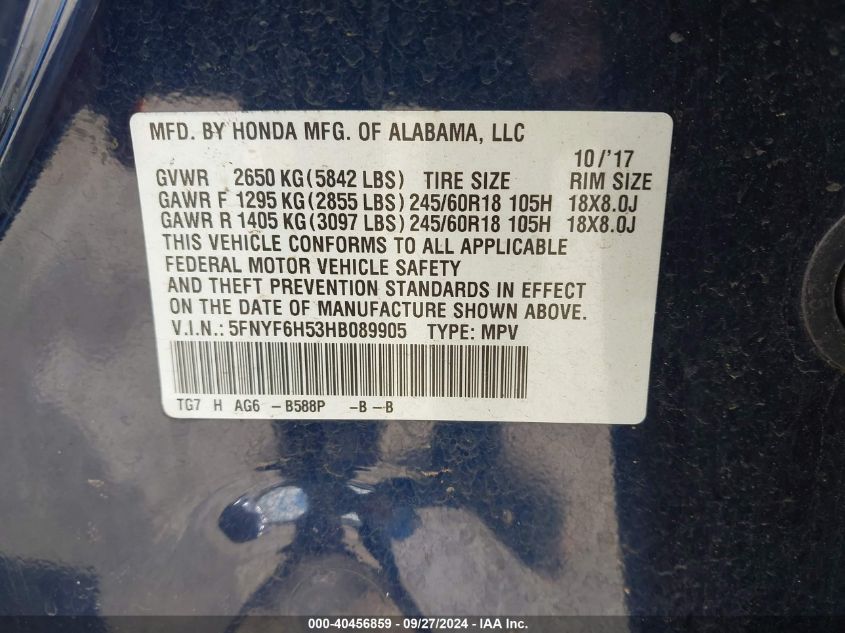 MFD. BY HONDA MFG. OF ALABAMA, LLC
10/'17
GVWR 2650 KG(5842 LBS) TIRE SIZE RIM SIZE
GAWR F 1295 KG(2855 LBS)245/60R18 105H 18X8.0J
GAWR R 1405 KG(3097 LBS)245/60R18 105H 18X8.0J
THIS VEHICLE CONFORMS TO ALL APPLICABLE
FEDERAL MOTOR VEHICLE SAFETY
AND THEFT PREVENTION STANDARDS IN EFFECT
ON THE DATE OF MANUFACTURE SHOWN ABOVE.
V.I.N.: 5FNYF6H53HB089905 TYPE: MPV
TG7 H AG6 -B588P -B -B
000-40456859 - 09/27/2024 - IAA Inc.